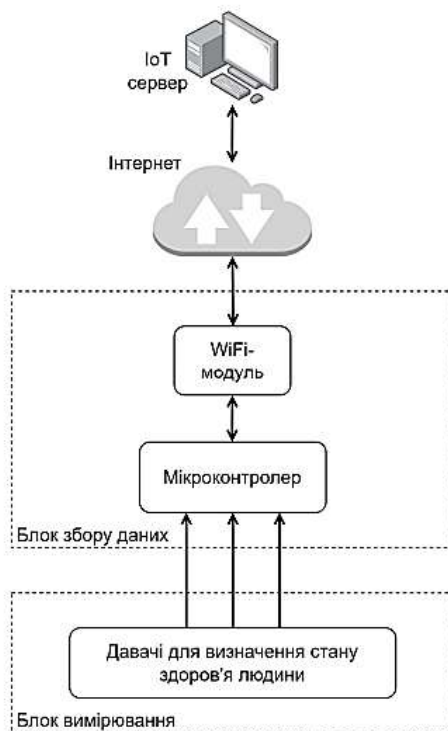 IoT
сервер
Інтернет
WiFi-
модуль
Мікроконтролер
Блок збору даних
Давачі для визначення стану
здоров'я людини
Блок вимірювання